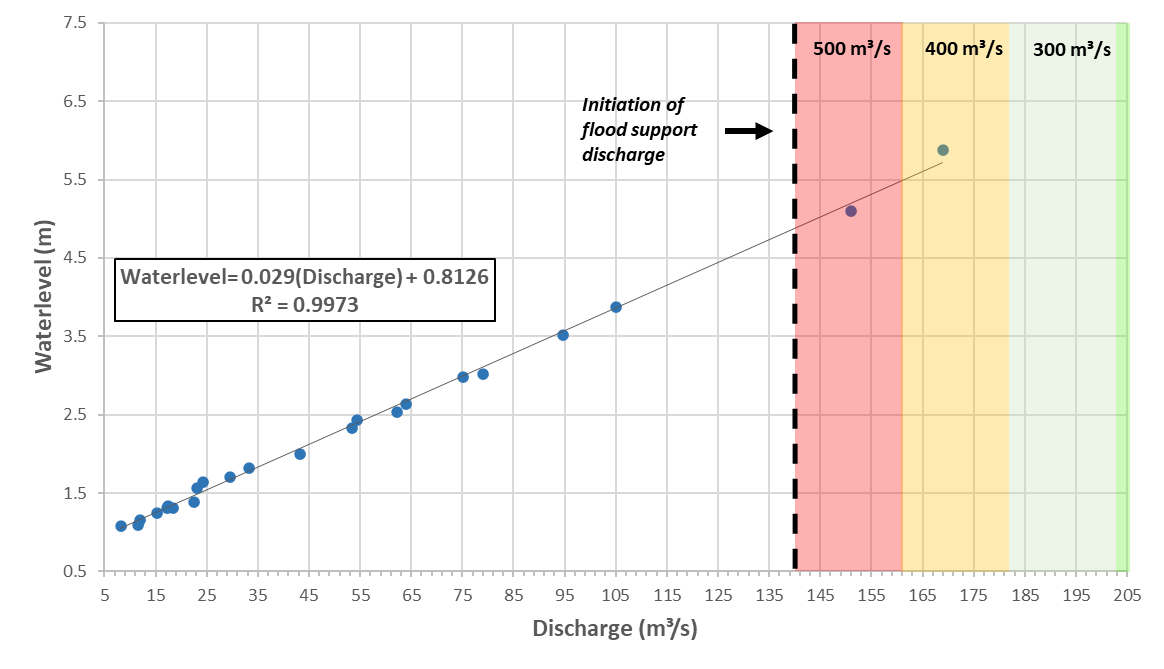 7.5
6.5
5.5
4.5
3.5
2.5
1.5
0.5
Waterlevel (m)
500 m³/s
400 m³/s
300 m³/s
Initiation of
flood support
discharge
Waterlevel= 0.029(Discharge) + 0.8126
R² = 0.9973
5 15 25 35 45 55 65 75 85 95 105 115 125 135 145 155 165 175 185 195 205
Discharge (m³/s)